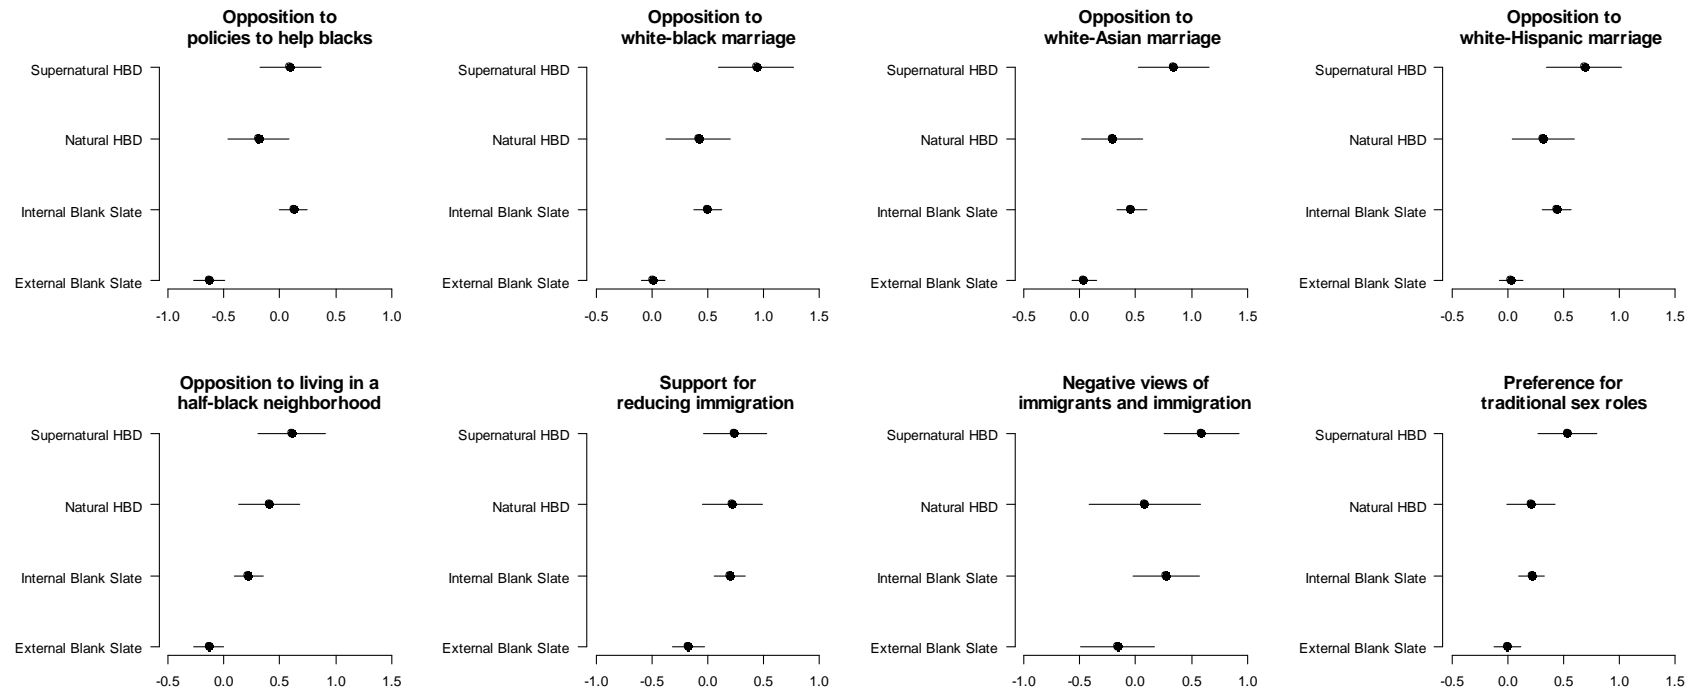 Opposition to
policies to help blacks
Supernatural HBD
Natural HBD
Internal Blank Slate
External Blank Slate
-1.0 -0.5 0.0 0.5 1.0
Opposition to
white-black marriage
Supernatural HBD
Natural HBD
Internal Blank Slate
External Blank Slate
-0.5 0.0 0.5 1.0 1.5
Opposition to
white-Asian marriage
Supernatural HBD
Natural HBD
Internal Blank Slate
External Blank Slate
-0.5 0.0 0.5 1.0 1.5
Opposition to
white-Hispanic marriage
Supernatural HBD
Natural HBD
Internal Blank Slate
External Blank Slate
-0.5 0.0 0.5 1.0 1.5
Opposition to living in a
half-black neighborhood
Supernatural HBD
Natural HBD
Internal Blank Slate
External Blank Slate
-0.5 0.0 0.5 1.0 1.5
Support for
reducing immigration
Supernatural HBD
Natural HBD
Internal Blank Slate
External Blank Slate
-1.0 -0.5 0.0 0.5 1.0
Negative views of
immigrants and immigration
Supernatural HBD
Natural HBD
Internal Blank Slate
External Blank Slate
-1.0 -0.5 0.0 0.5 1.0
Preference for
traditional sex roles
Supernatural HBD
Natural HBD
Internal Blank Slate
External Blank Slate
-0.5 0.0 0.5 1.0 1.5